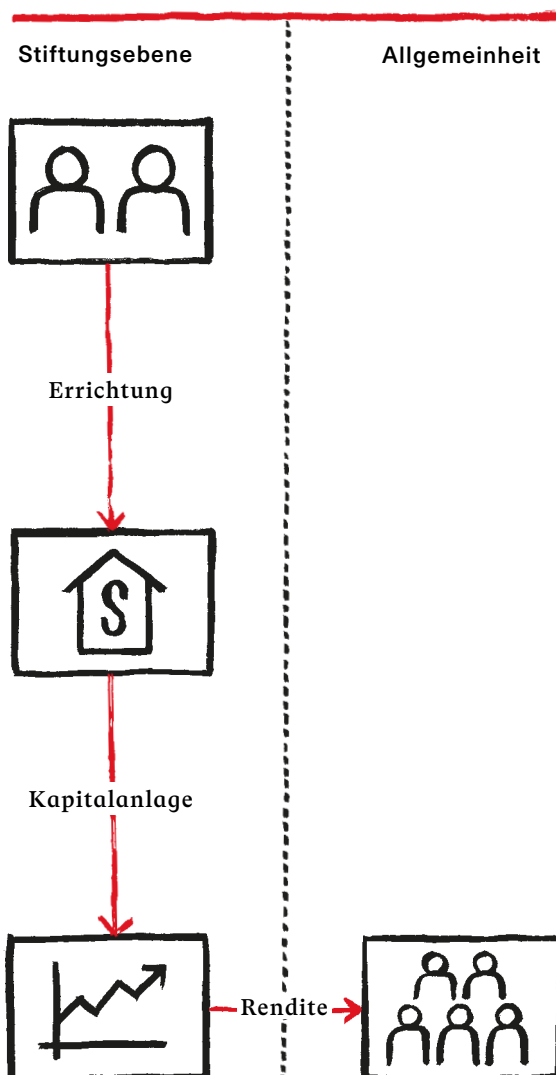 Stiftungsebene
Allgemeinheit
Errichtung
S
Kapitalanlage
Rendite